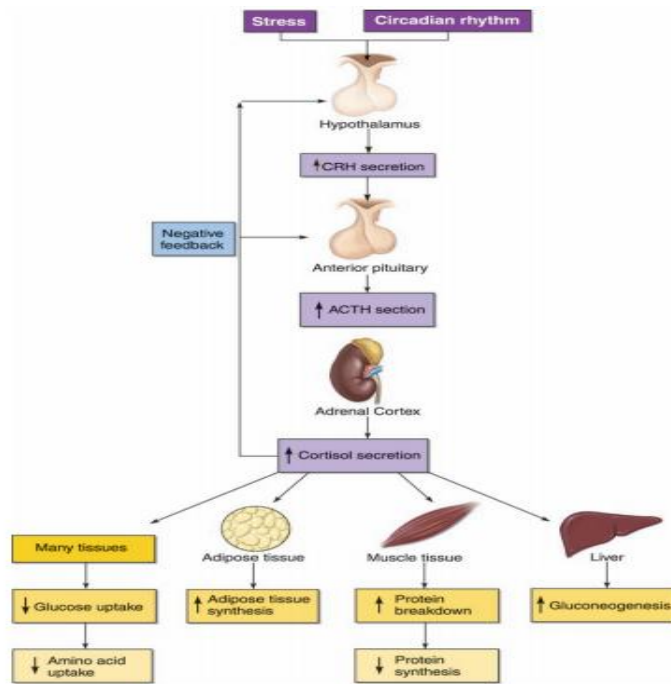 Stress
Circadian rhythm
Hypothalamus
↑CRH secretion
Negative
feedback
Anterior pituitary
↑ ACTH section
Adrenal Cortex
↑ Cortisol secretion
Many tissues
Adipose tissue
Muscle tissue
Liver
↓ Glucose uptake
↑ Adipose tissue
synthesis
↑ Protein
breakdown
↑ Gluconeogenesis
↓ Amino acid
uptake
↓ Protein
synthesis